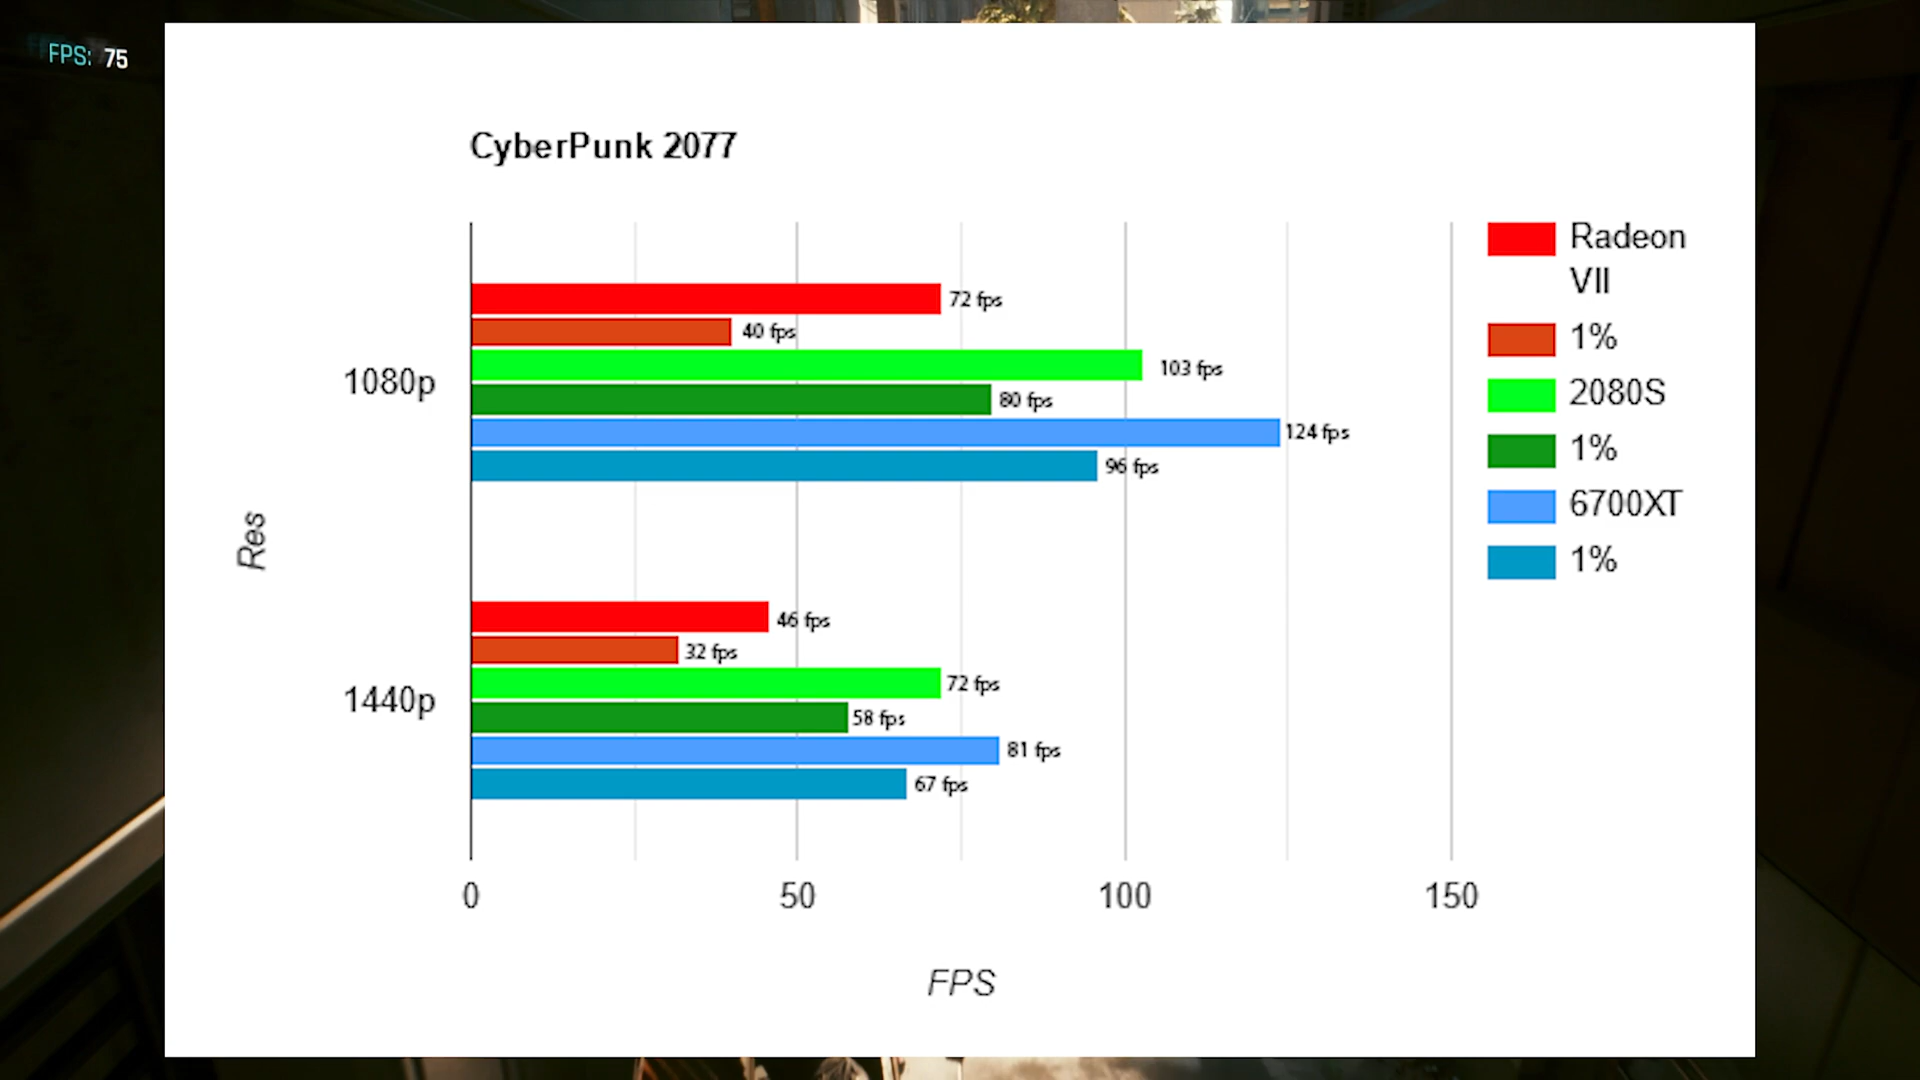 FPS: 75
CyberPunk 2077
Radeon
VII
1%
2080S
1%
6700XT
1%
Res
1080p
72 fps
40 fps
103 fps
80 fps
124 fps
96 fps
1440p
46 fps
32 fps
72 fps
58 fps
81 fps
67 fps
0 50 100 150
FPS